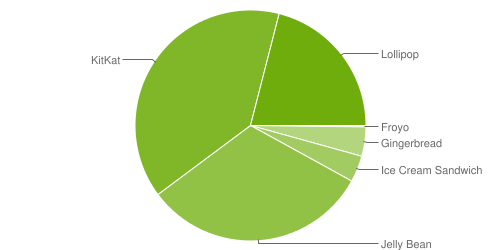 KitKat
Lollipop
Froyo
Gingerbread
Ice Cream Sandwich
Jelly Bean